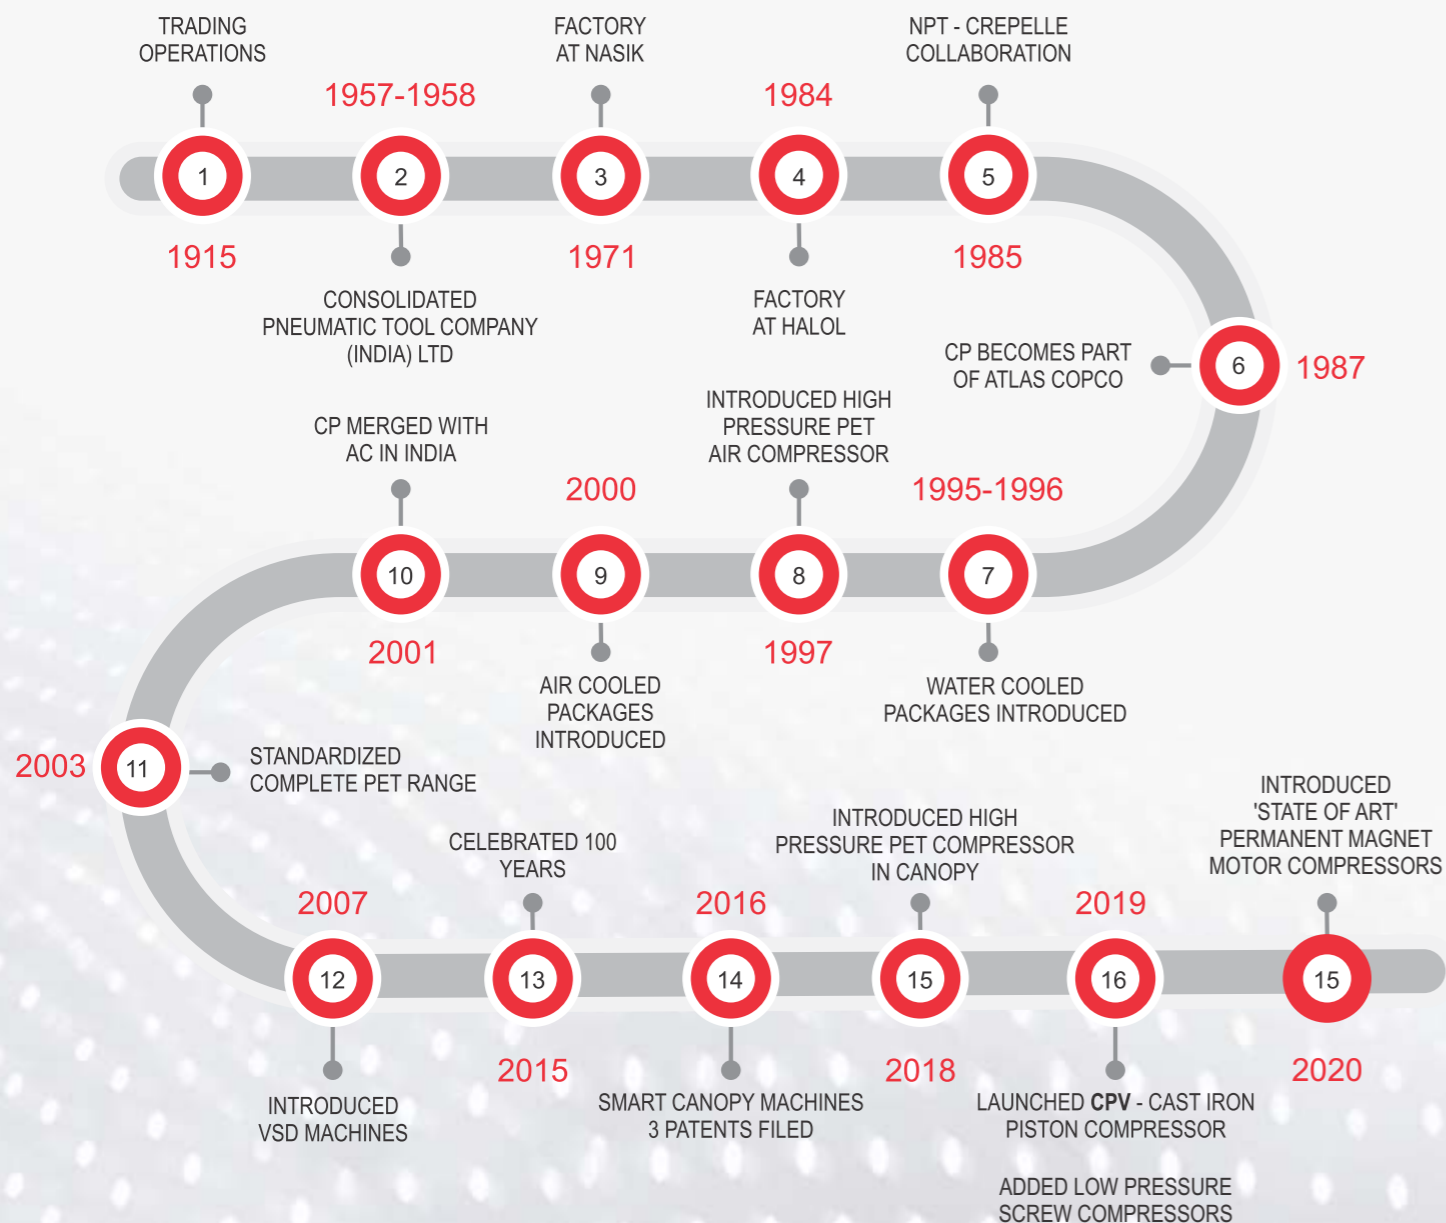 TRADING
OPERATIONS
1
1915
1957-1958
2
CONSOLIDATED
PNEUMATIC TOOL COMPANY
(INDIA) LTD
FACTORY
AT NASIK
3
1971
1984
4
FACTORY
AT HALOL
NPT - CREPELLE
COLLABORATION
5
1985
CP BECOMES PART
OF ATLAS COPCO
6
1987
1995-1996
7
WATER COOLED
PACKAGES INTRODUCED
INTRODUCED HIGH
PRESSURE PET
AIR COMPRESSOR
8
1997
2000
9
AIR COOLED
PACKAGES
INTRODUCED
CP MERGED WITH
AC IN INDIA
10
2001
2003
11
STANDARDIZED
COMPLETE PET RANGE
2007
12
INTRODUCED
VSD MACHINES
CELEBRATED 100
YEARS
13
2015
2016
14
SMART CANOPY MACHINES
3 PATENTS FILED
INTRODUCED HIGH
PRESSURE PET COMPRESSOR
IN CANOPY
15
2018
2019
16
LAUNCHED CPV - CAST IRON
PISTON COMPRESSOR
ADDED LOW PRESSURE
SCREW COMPRESSORS
INTRODUCED
'STATE OF ART'
PERMANENT MAGNET
MOTOR COMPRESSORS
15
2020